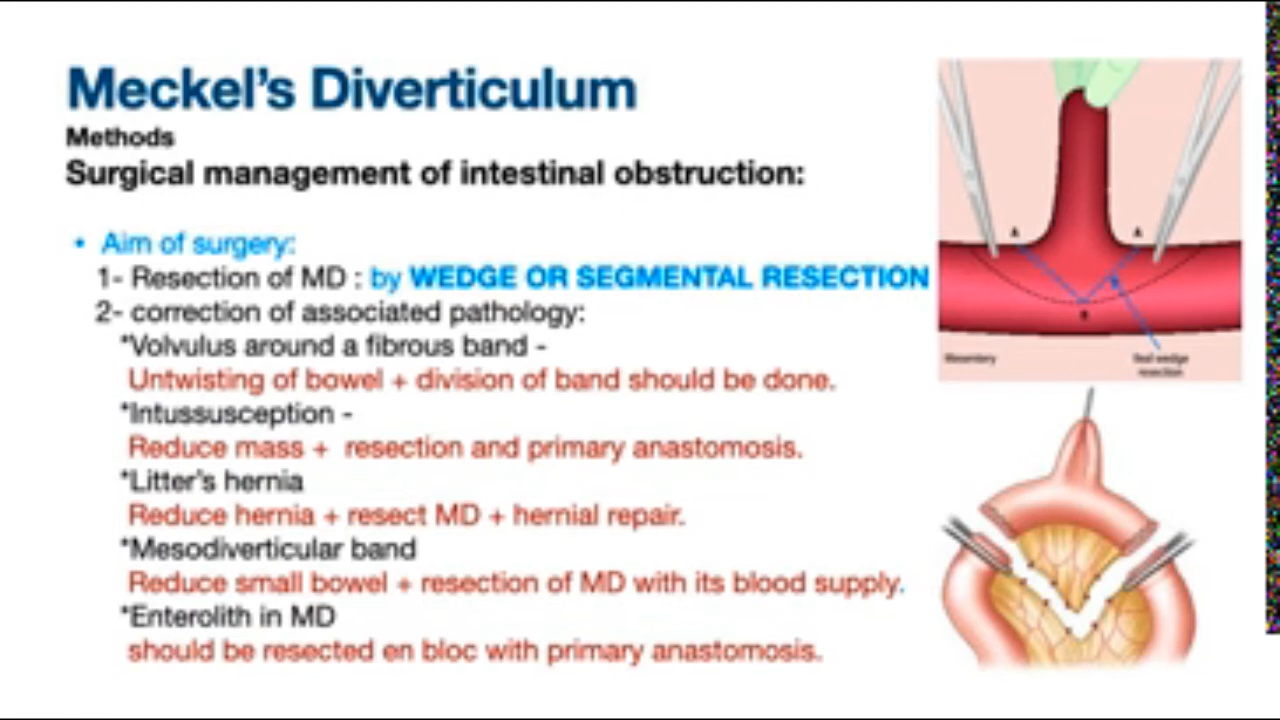 Meckel's Diverticulum
Methods
Surgical management of intestinal obstruction:
• Aim of surgery:
1- Resection of MD : by WEDGE OR SEGMENTAL RESECTION
2- correction of associated pathology:
*Volvulus around a fibrous band -
Untwisting of bowel + division of band should be done.
*Intussusception -
Reduce mass + resection and primary anastomosis.
*Litter's hernia
Reduce hernia + resect MD + hernial repair.
*Mesodiverticular band
Reduce small bowel + resection of MD with its blood supply.
*Enterolith in MD
should be resected en bloc with primary anastomosis.
A A
B
Mesentery
wedge
resection